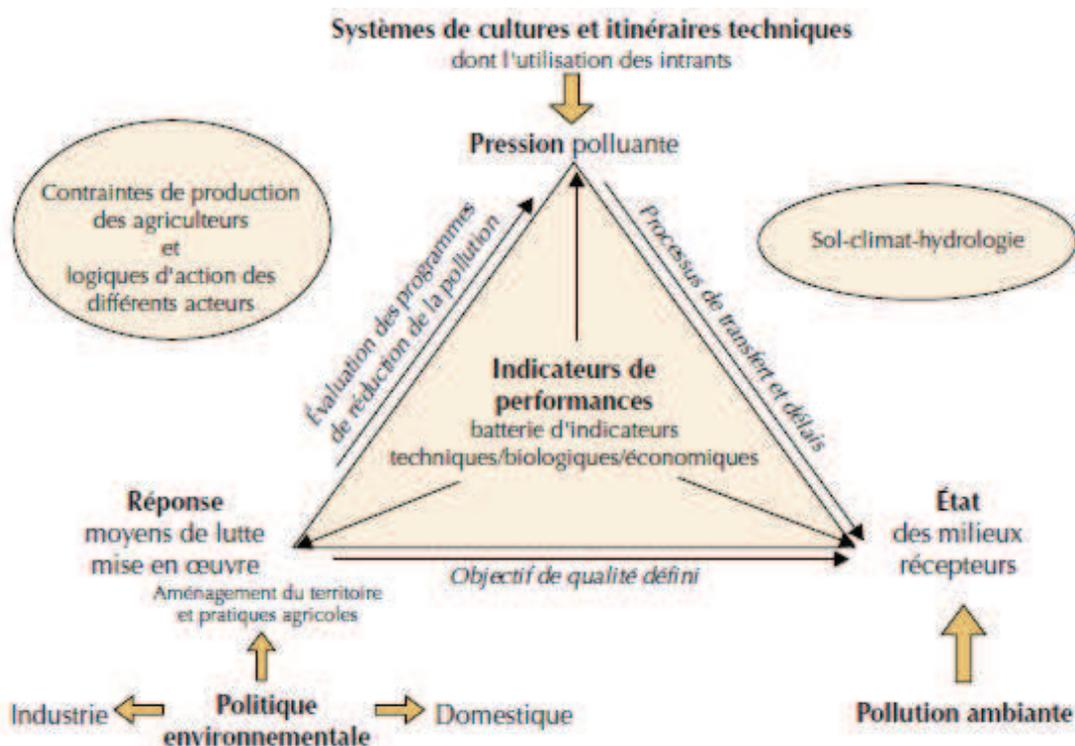 Systèmes de cultures et itinéraires techniques
dont l'utilisation des intrants
Pression polluante
Contraintes de production
des agriculteurs
et
logiques d'action des
différents acteurs
Sol-climat-hydrologie
Évaluation des programmes
de réduction de la pollution
Processus de transfert et délais
Indicateurs de
performances
batterie d'indicateurs
techniques/biologiques/économiques
Réponse
moyens de lutte
mise en œuvre
Aménagement du territoire
et pratiques agricoles
État
des milieux
récepteurs
Objectif de qualité défini
Industrie
Politique
environnementale
Domestique
Pollution ambiante